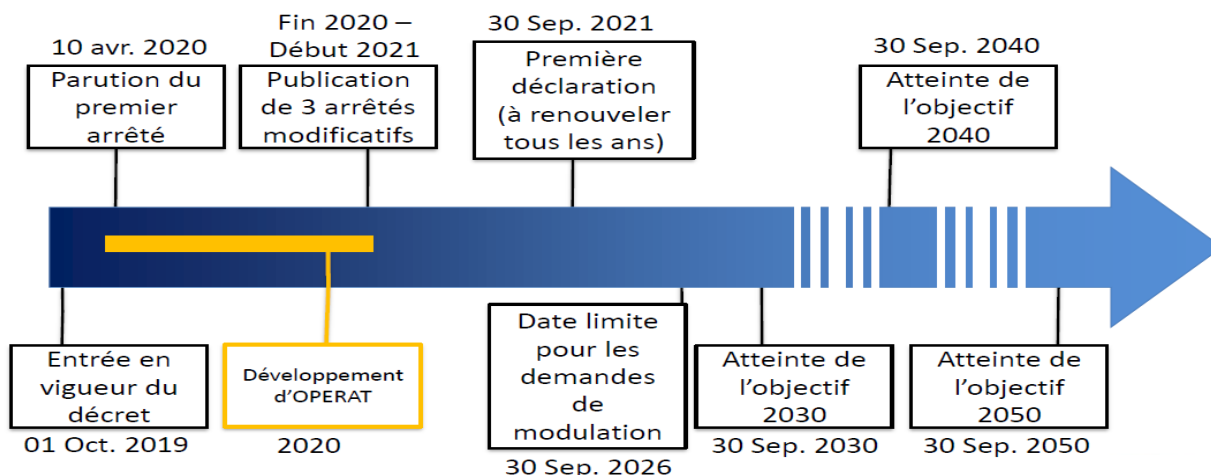 10 avr. 2020
Parution du
premier
arrêté
Fin 2020 –
Début 2021
Publication
de 3 arrêtés
modificatifs
30 Sep. 2021
Première
déclaration
(à renouveler
tous les ans)
30 Sep. 2040
Atteinte de
l'objectif
2040
Entrée en
vigueur du
décret
01 Oct. 2019
Développement
d'OPERAT
2020
Date limite
pour les
demandes
de
modulation
30 Sep. 2026
Atteinte de
l'objectif
2030
30 Sep. 2030
Atteinte de
l'objectif
2050
30 Sep. 2050